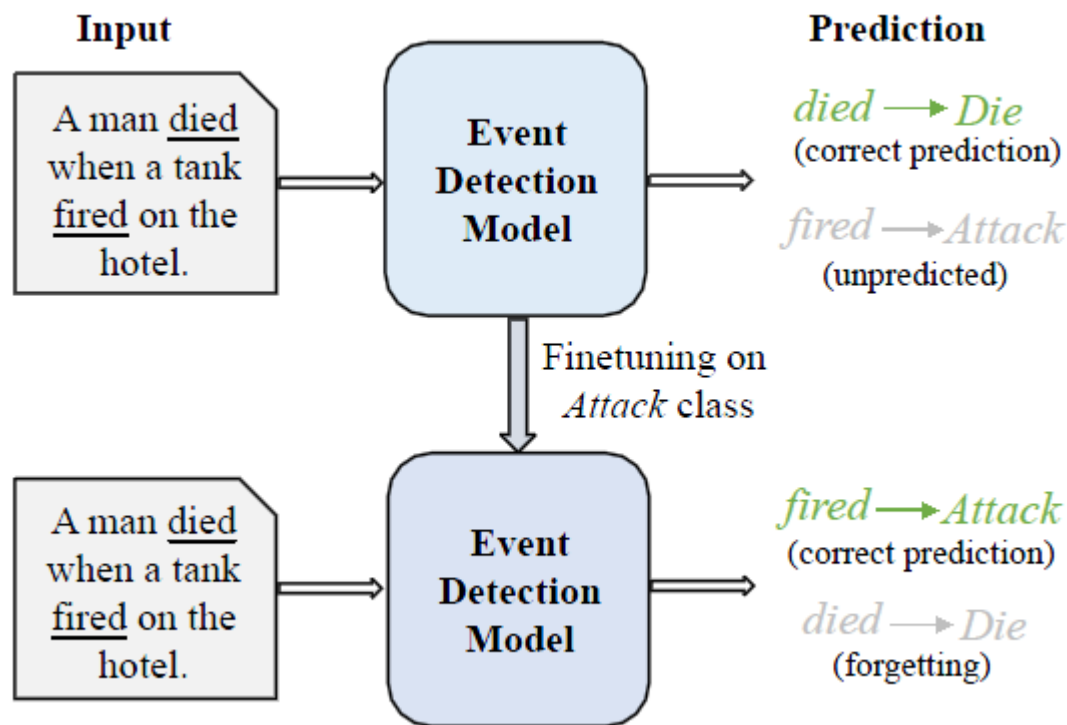 Input
A man died
when a tank
fired on the
hotel.
Event
Detection
Model
Prediction
died → Die
(correct prediction)
fired → Attack
(unpredicted)
Finetuning on
Attack class
A man died
when a tank
fired on the
hotel.
Event
Detection
Model
fired → Attack
(correct prediction)
died → Die
(forgetting)